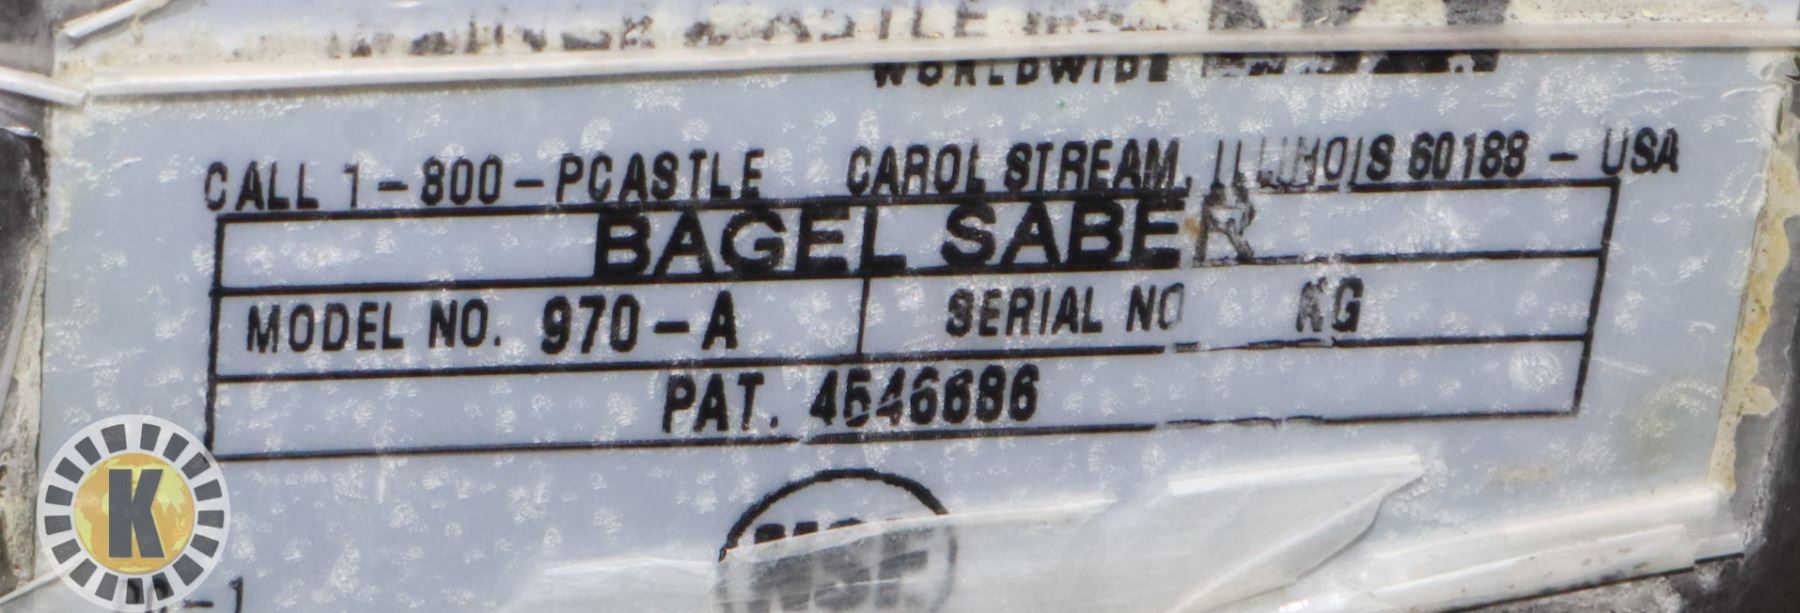 WORLDWIDE
CALL 1-800-PCASTLE CAROL STREAM, ILLINOIS 60188 - USA
BAGEL SABER
MODEL NO. 970-A SERIAL NO KG
PAT. 4546686
NSF
K